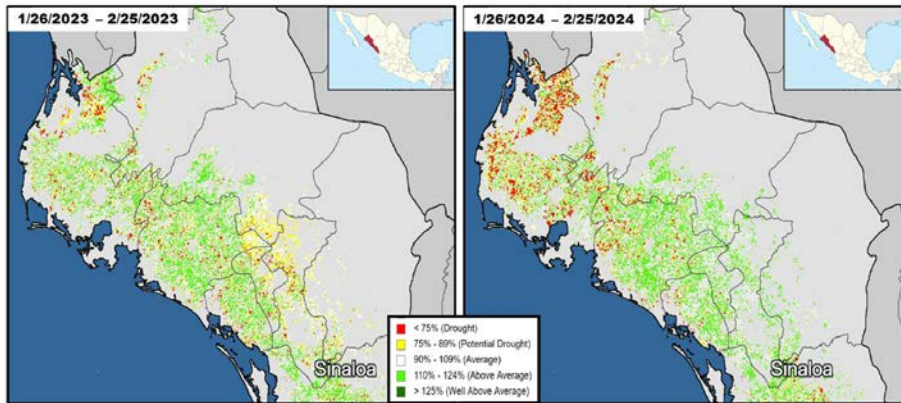 1/26/2023 – 2/25/2023
1/26/2024 – 2/25/2024
< 75% (Drought)
75% - 89% (Potential Drought)
90% - 109% (Average)
110% - 124% (Above Average)
> 125% (Well Above Average)
Sinaloa
Sinaloa